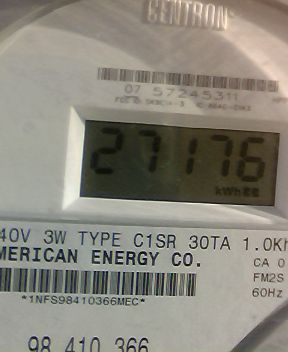 CENTRON
07 57245311
27176
kWh
40V 3W TYPE C1SR 30TA 1.0Kh
MERICAN ENERGY CO.
CA 0
FM2S
*1NFS98410366MEC*
60Hz
98 410 366